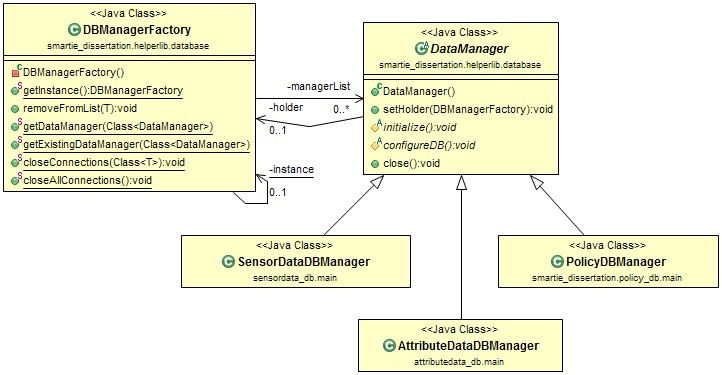 <<Java Class>>
DBManagerFactory
smartie_dissertation.helperlib.database
DBManagerFactory()
getInstance():DBManagerFactory
removeFromList(T):void
getDataManager(Class<DataManager>)
getExistingDataManager(Class<DataManager>)
closeConnections(Class<T>):void
closeAllConnections():void
-managerList
0..*
-holder
0..1
-instance
0..1
<<Java Class>>
DataManager
smartie_dissertation.helperlib.database
DataManager()
setHolder(DBManagerFactory):void
initialize():void
configureDB():void
close():void
<<Java Class>>
SensorDataDBManager
sensordata_db.main
<<Java Class>>
PolicyDBManager
smartie_dissertation.policy_db.main
<<Java Class>>
AttributeDataDBManager
attributedata_db.main